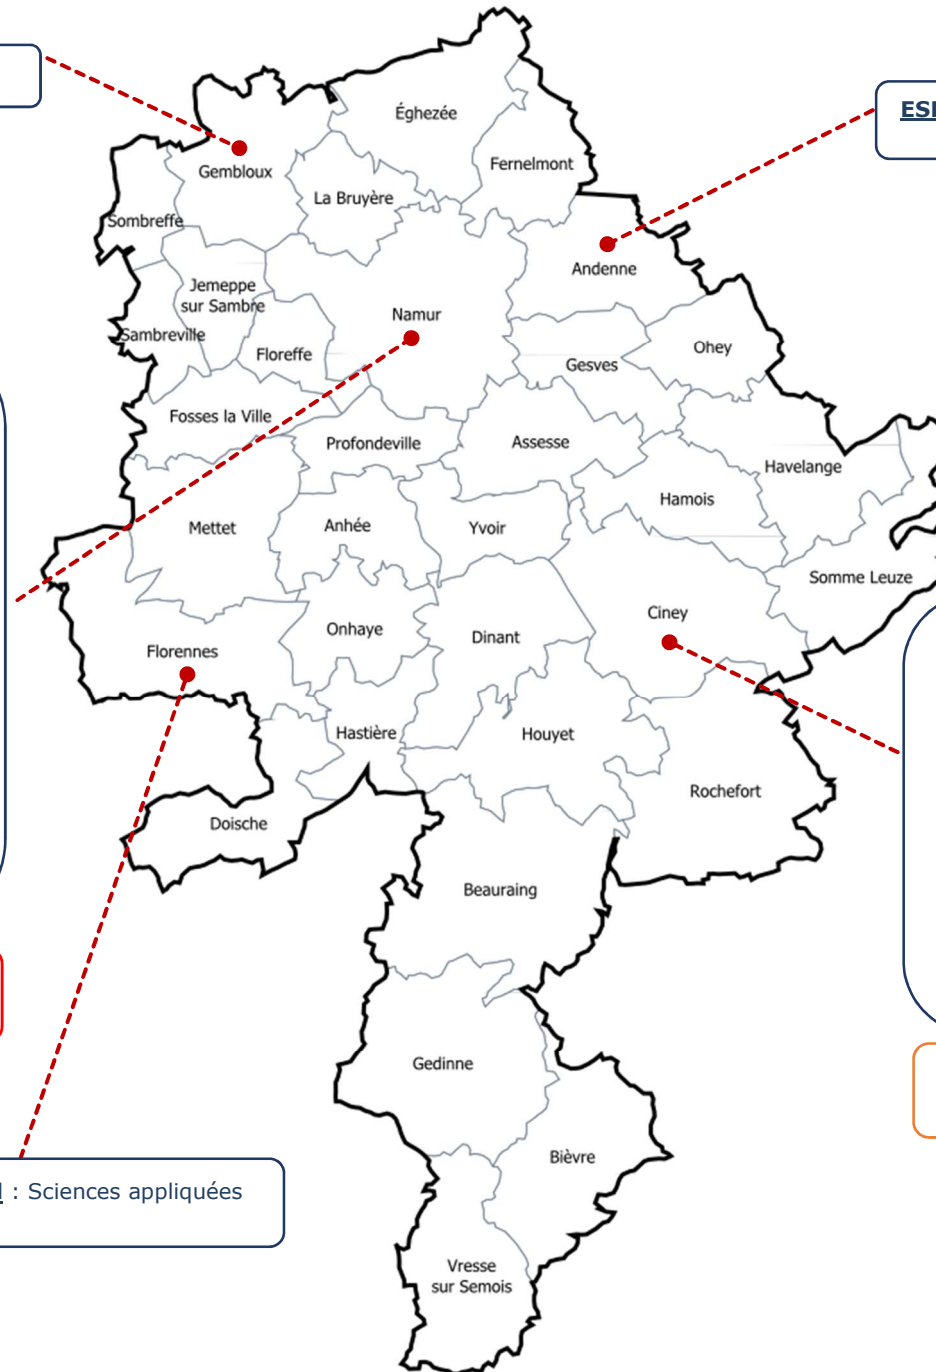 Éghezée
ES
Fernelmont
Gembloux
La Bruyère
Sombreffe
Andenne
Jemeppe
sur Sambre
Namur
Sambreville
Floreffe
Gesves
Ohey
Fosses la Ville
Profondeville
Assesse
Havelange
Hamois
Mettet
Anhée
Yvoir
Somme Leuze
Ciney
Onhaye
Dinant
Florennes
Hastière
Houyet
Rochefort
Doische
Beauraing
Gedinne
Bièvre
: Sciences appliquées
Vresse
sur Semois